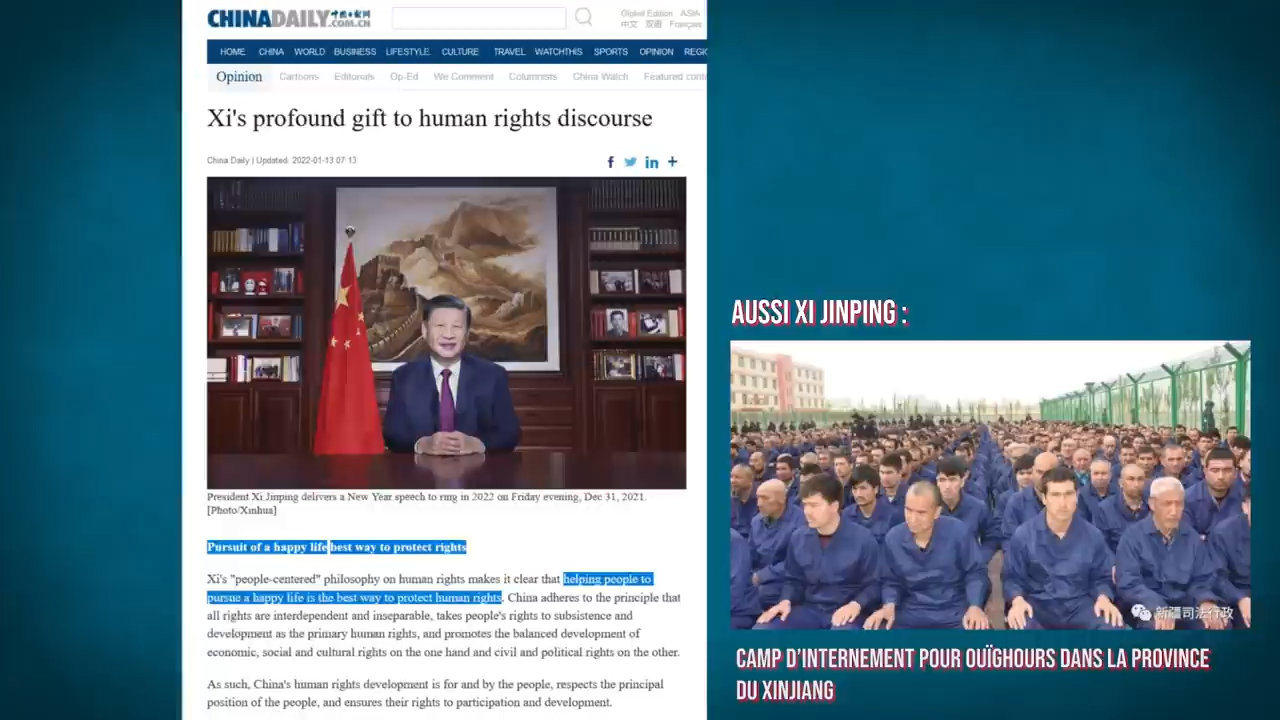 CHINADAILY
中国日报网
.COM.CN
Global Edition ASIA
中文 双语 Français
HOME CHINA WORLD BUSINESS LIFESTYLE CULTURE TRAVEL WATCHTHIS SPORTS OPINION REGIO
Opinion Cartoons Editorials Op-Ed We Comment Columnists China Watch Featured cont
Xi's profound gift to human rights discourse
China Daily | Updated: 2022-01-13 07:13
President Xi Jinping delivers a New Year speech to ring in 2022 on Friday evening, Dec 31, 2021.
[Photo/Xinhua]
Pursuit of a happy life best way to protect rights
Xi's "people-centered" philosophy on human rights makes it clear that helping people to
pursue a happy life is the best way to protect human rights. China adheres to the principle that
all rights are interdependent and inseparable, takes people's rights to subsistence and
development as the primary human rights, and promotes the balanced development of
economic, social and cultural rights on the one hand and civil and political rights on the other.
As such, China's human rights development is for and by the people, respects the principal
position of the people, and ensures their rights to participation and development.
AUSSI XI JINPING :
新疆司法行政
CAMP D'INTERNEMENT POUR OUÏGHOURS DANS LA PROVINCE
DU XINJIANG